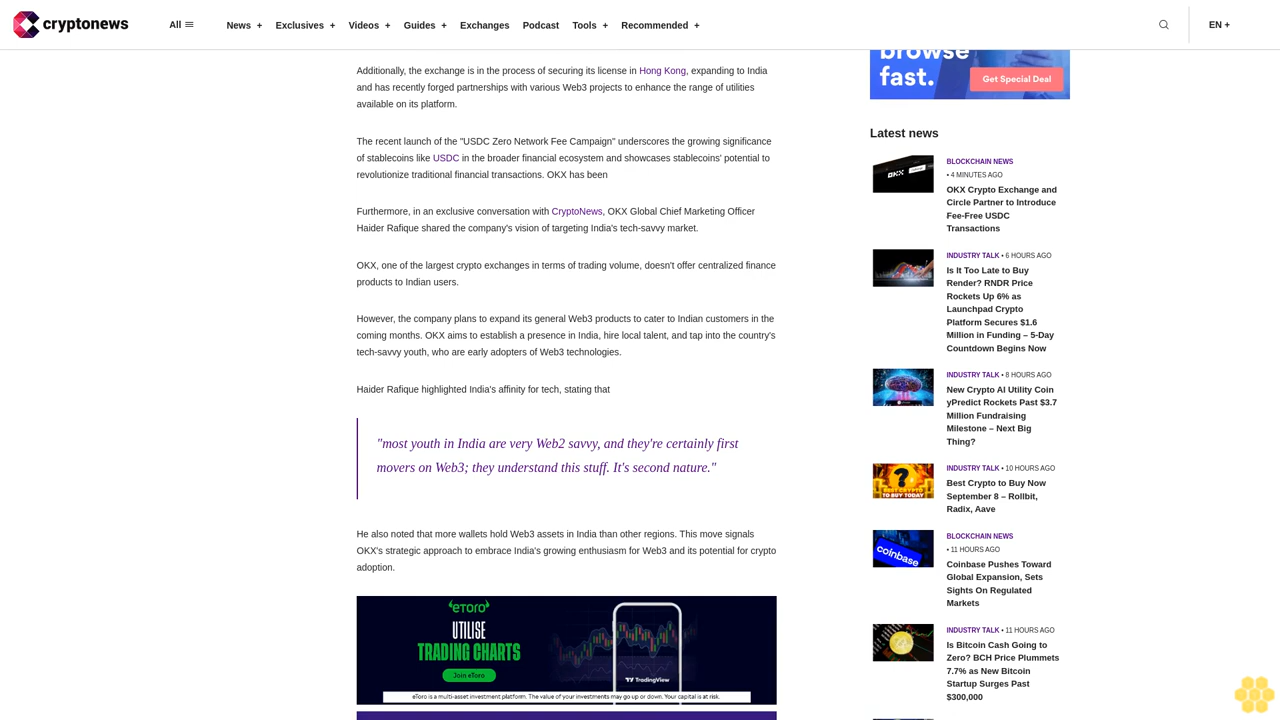 cryptonews
All
News +
Exclusives +
Videos +
Guides +
Exchanges
Podcast
Tools +
Recommended +
EN +
Additionally, the exchange is in the process of securing its license in Hong Kong, expanding to India
and has recently forged partnerships with various Web3 projects to enhance the range of utilities
available on its platform.
The recent launch of the "USDC Zero Network Fee Campaign" underscores the growing significance
of stablecoins like USDC in the broader financial ecosystem and showcases stablecoins' potential to
revolutionize traditional financial transactions. OKX has been
Furthermore, in an exclusive conversation with CryptoNews, OKX Global Chief Marketing Officer
Haider Rafique shared the company's vision of targeting India's tech-savvy market.
OKX, one of the largest crypto exchanges in terms of trading volume, doesn't offer centralized finance
products to Indian users.
However, the company plans to expand its general Web3 products to cater to Indian customers in the
coming months. OKX aims to establish a presence in India, hire local talent, and tap into the country's
tech-savvy youth, who are early adopters of Web3 technologies.
Haider Rafique highlighted India's affinity for tech, stating that
"most youth in India are very Web2 savvy, and they're certainly first
movers on Web3; they understand this stuff. It's second nature."
He also noted that more wallets hold Web3 assets in India than other regions. This move signals
OKX's strategic approach to embrace India's growing enthusiasm for Web3 and its potential for crypto
adoption.
eToro
UTILISE
TRADING CHARTS
Join eToro
TradingView
eToro is a multi-asset investment platform. The value of your investments may go up or down. Your capital is at risk.
browse
fast.
Get Special Deal
Latest news
OKX
BLOCKCHAIN NEWS
• 4 MINUTES AGO
OKX Crypto Exchange and
Circle Partner to Introduce
Fee-Free USDC
Transactions
INDUSTRY TALK • 6 HOURS AGO
Is It Too Late to Buy
Render? RNDR Price
Rockets Up 6% as
Launchpad Crypto
Platform Secures $1.6
Million in Funding – 5-Day
Countdown Begins Now
INDUSTRY TALK • 8 HOURS AGO
New Crypto AI Utility Coin
yPredict Rockets Past $3.7
Million Fundraising
Milestone – Next Big
Thing?
?
BEST CRYPTO
TO BUY TODAY
INDUSTRY TALK • 10 HOURS AGO
Best Crypto to Buy Now
September 8 – Rollbit,
Radix, Aave
coinbase
BLOCKCHAIN NEWS
• 11 HOURS AGO
Coinbase Pushes Toward
Global Expansion, Sets
Sights On Regulated
Markets
INDUSTRY TALK • 11 HOURS AGO
Is Bitcoin Cash Going to
Zero? BCH Price Plummets
7.7% as New Bitcoin
Startup Surges Past
$300,000